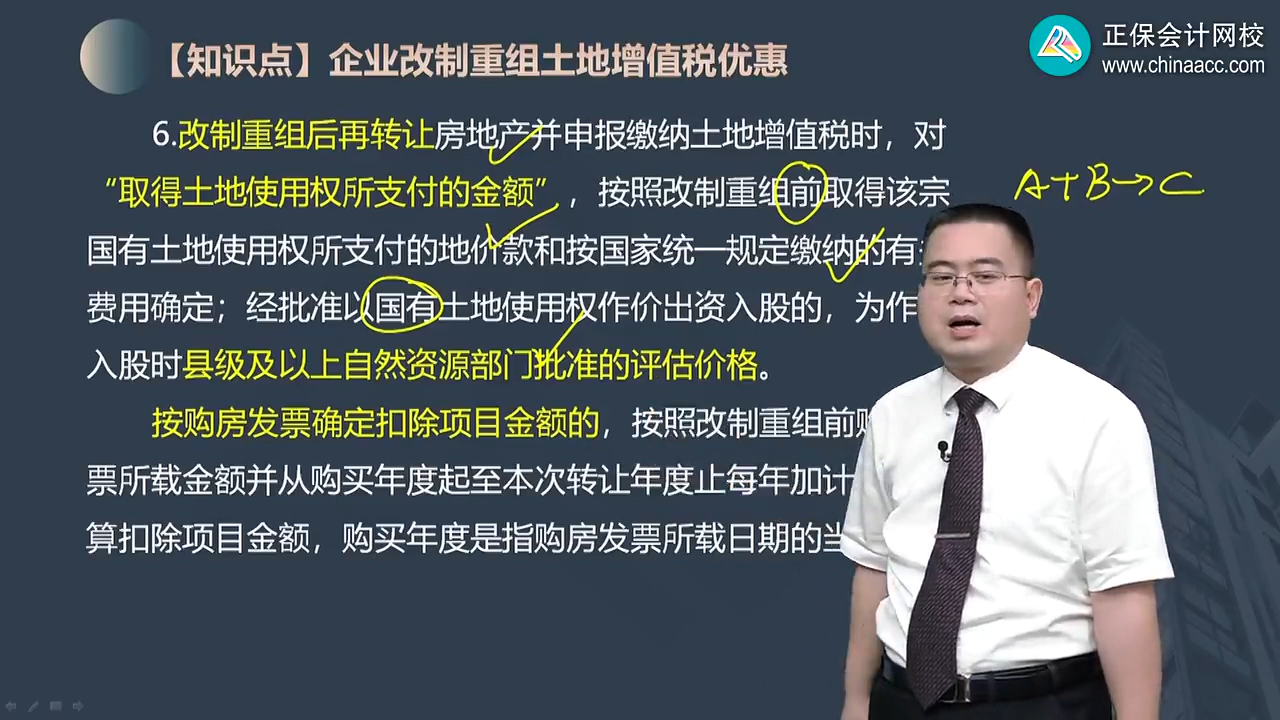 【知识点】企业改制重组土地增值税优惠
正保会计网校
www.chinaacc.com
6.改制重组后再转让房地产并申报缴纳土地增值税时，对
“取得土地使用权所支付的金额”，按照改制重组前取得该宗
A+B→C
国有土地使用权所支付的地价款和按国家统一规定缴纳的有
费用确定；经批准以国有土地使用权作价出资入股的，为作
入股时县级及以上自然资源部门批准的评估价格。
按购房发票确定扣除项目金额的，按照改制重组前
票所载金额并从购买年度起至本次转让年度止每年加计
算扣除项目金额，购买年度是指购房发票所载日期的当